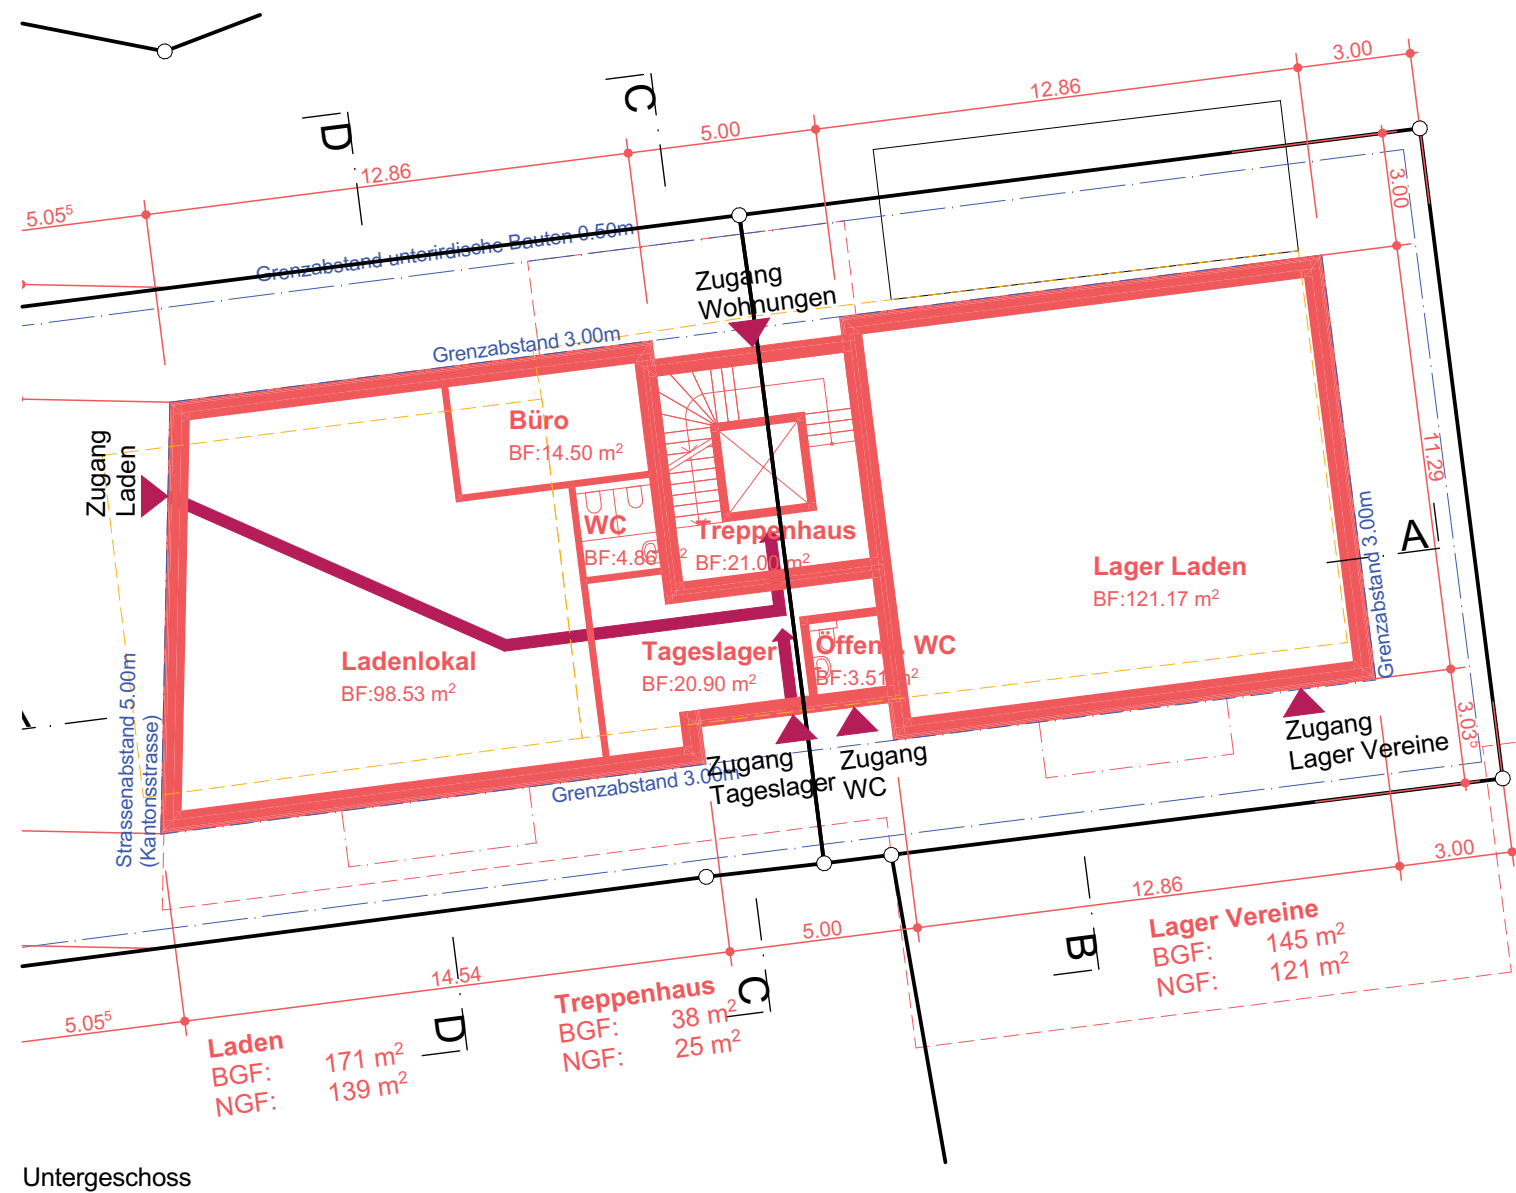 C
D
3.00
12.86
5.00
12.86
5.05⁵
Grenzabstand unterirdische Bauten 0.50m
Zugang
Wohnungen
3.00
Grenzabstand 3.00m
Büro
BF:14.50 m²
Zugang
Laden
WC
BF:4.86 m²
Treppenhaus
BF:21.00 m²
Lager Laden
BF:121.17 m²
11.29
Grenzabstand 3.00m
A
Ladenlokal
BF:98.53 m²
Tageslager
BF:20.90 m²
WC
BF:3.51 m²
Strassenabstand 5.00m
(Kantonsstrasse)
Grenzabstand 3.00m
Zugang
Tageslager
Zugang
WC
Zugang
Lager Vereine
3.03⁵
3.00
12.86
5.00
14.54
5.05⁵
B
C
D
Lager Vereine
BGF: 145 m²
NGF: 121 m²
Treppenhaus
BGF: 38 m²
NGF: 25 m²
Laden
BGF: 171 m²
NGF: 139 m²
Untergeschoss